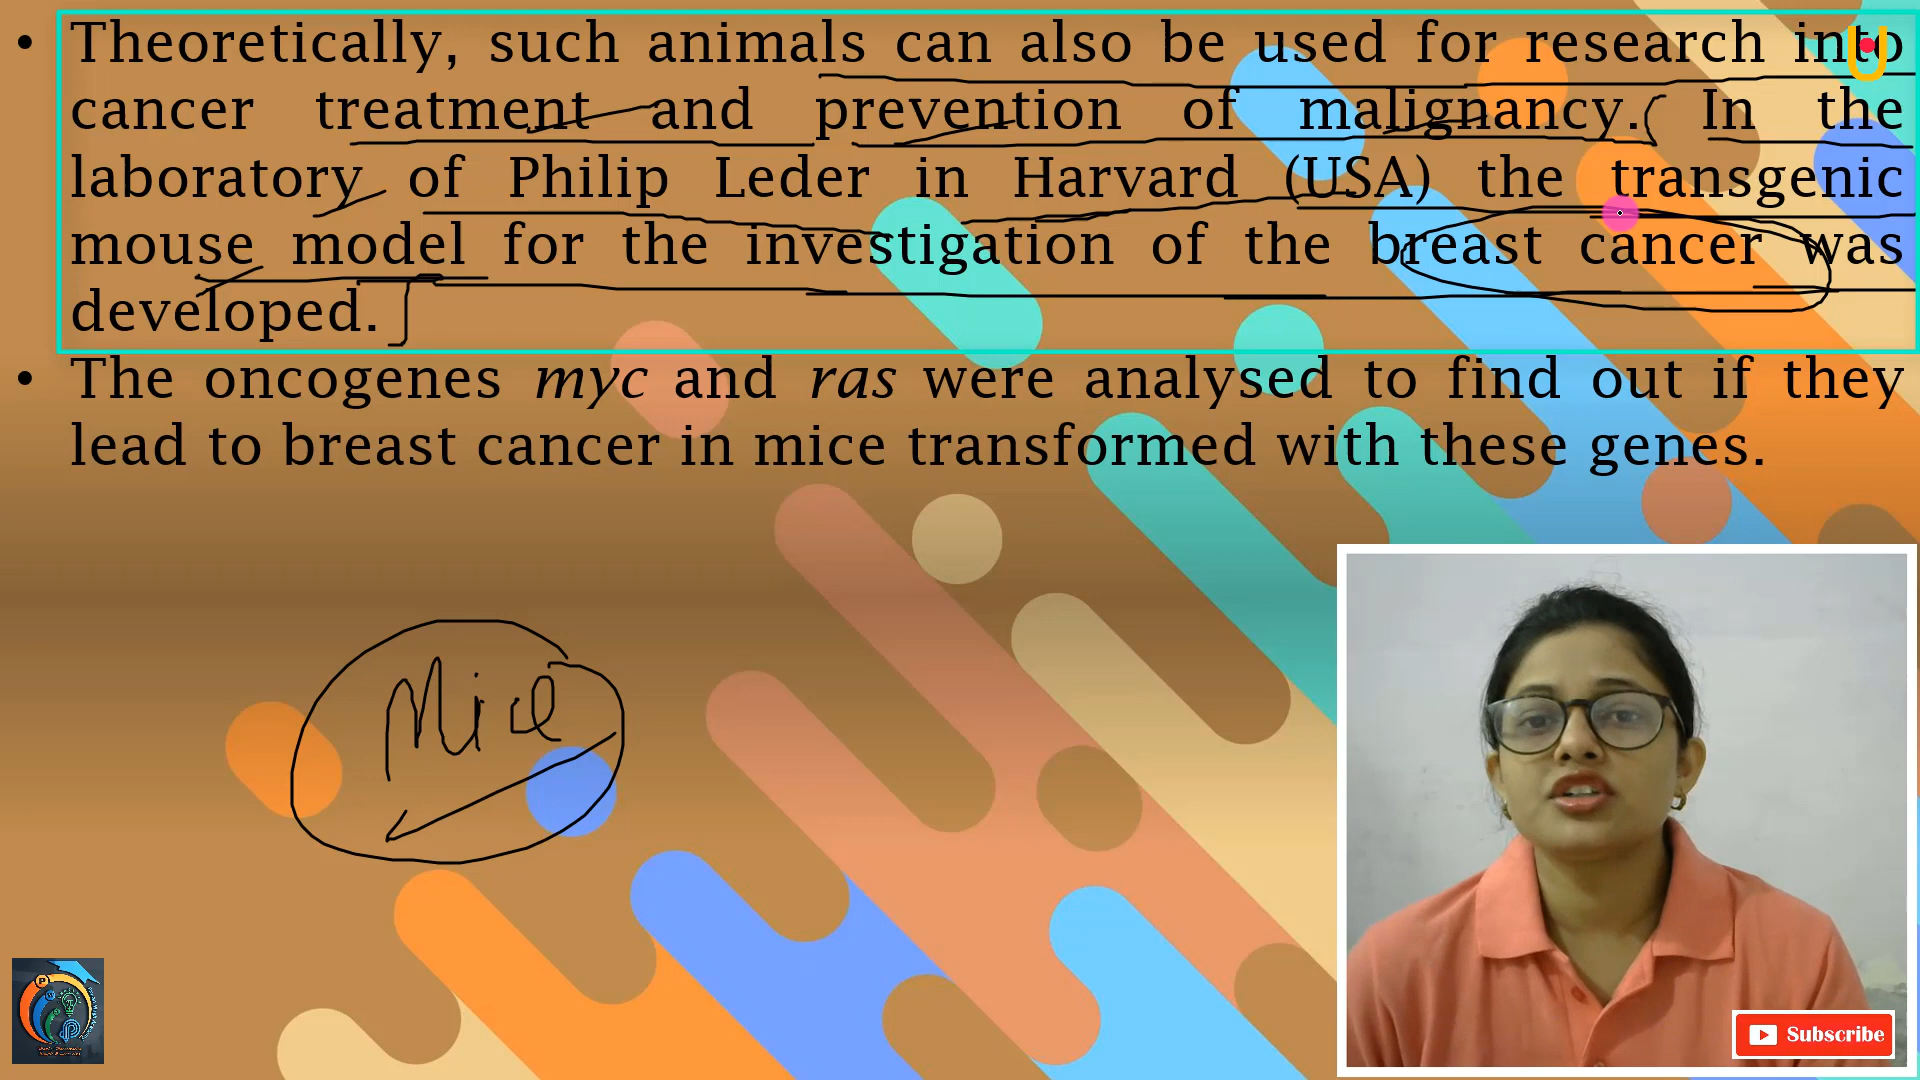 • Theoretically, such animals can also be used for research into
cancer treatment and prevention of malignancy. In the
laboratory of Philip Leder in Harvard (USA) the transgenic
mouse model for the investigation of the breast cancer was
developed.
• The oncogenes myc and ras were analysed to find out if they
lead to breast cancer in mice transformed with these genes.
Mice
Subscribe